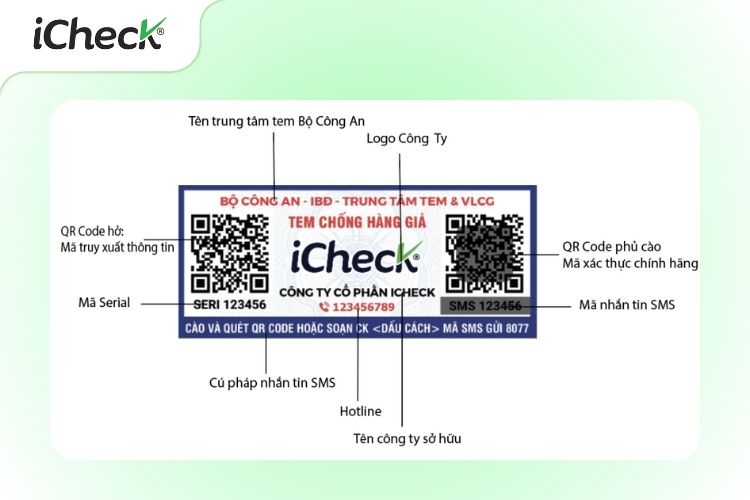 iCheck®
Tên trung tâm tem Bộ Công An
Logo Công Ty
BỘ CÔNG AN - IBĐ - TRUNG TÂM TEM & VLCG
TEM CHỐNG HÀNG GIẢ
QR Code hở:
Mã truy xuất thông tin
iCheck®
QR Code phủ cào
Mã xác thực chính hãng
CÔNG TY CỔ PHẦN ICHECK
Mã Serial
SERI 123456
123456789
SMS 123456
Mã nhắn tin SMS
CÀO VÀ QUÉT QR CODE HOẶC SOẠN CK <DẤU CÁCH> MÃ SMS GỬI 8077
Cú pháp nhắn tin SMS
Hotline
Tên công ty sở hữu